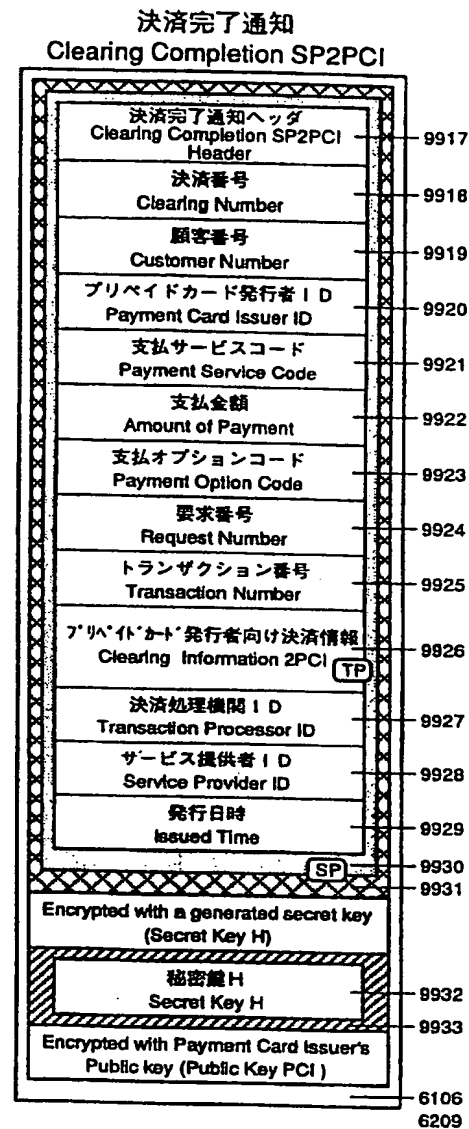 決済完了通知
Clearing Completion SP2PCI
決済完了通知ヘッダ
Clearing Completion SP2PCI
Header
9917
決済番号
Clearing Number
9918
顧客番号
Customer Number
9919
プリペイドカード発行者ID
Payment Card Issuer ID
9920
支払サービスコード
Payment Service Code
9921
支払金額
Amount of Payment
9922
支払オプションコード
Payment Option Code
9923
要求番号
Request Number
9924
トランザクション番号
Transaction Number
9925
プリペイドカード発行者向け決済情報
Clearing Information 2PCI
TP
9926
決済処理機関ID
Transaction Processor ID
9927
サービス提供者ID
Service Provider ID
9928
発行日時
Issued Time
9929
SP
9930
9931
Encrypted with a generated secret key
(Secret Key H)
秘密鍵H
Secret Key H
9932
9933
Encrypted with Payment Card Issuer's
Public key (Public Key PCI )
6106
6209